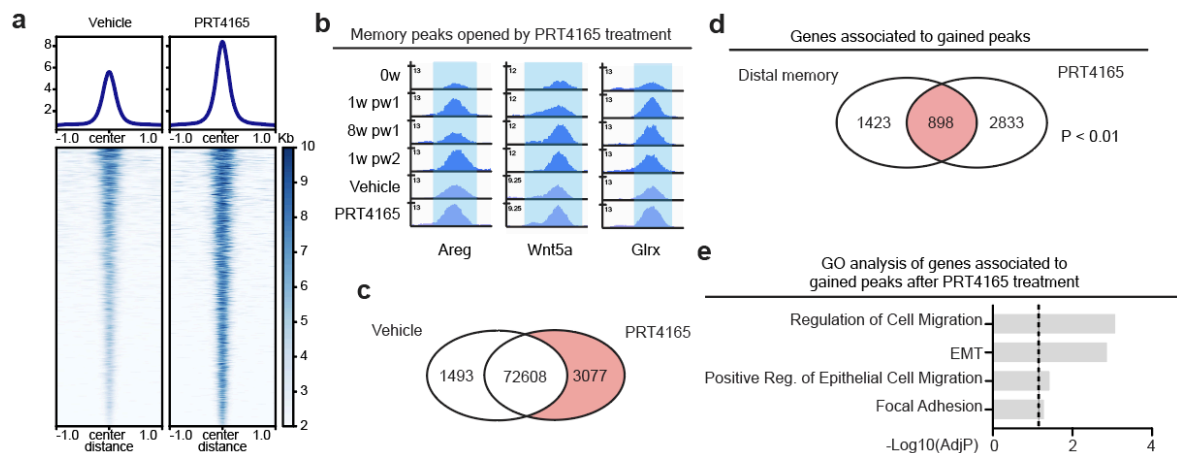 a
Vehicle
PRT4165
8
6
4
2
-1.0 center 1.0
-1.0 center 1.0
Kb
10
9
8
7
6
5
4
3
2
-1.0 center 1.0
distance
-1.0 center 1.0
distance
b
Memory peaks opened by PRT4165 treatment
0w
13
12
13
1w pw1
13
12
13
8w pw1
13
12
13
1w pw2
13
12
13
Vehicle
13
9.25
13
PRT4165
13
9.25
13
Areg
Wnt5a
Glrx
c
Vehicle
PRT4165
1493
72608
3077
d
Genes associated to gained peaks
Distal memory
PRT4165
1423
898
2833
P < 0.01
e
GO analysis of genes associated to
gained peaks after PRT4165 treatment
Regulation of Cell Migration
EMT
Positive Reg. of Epithelial Cell Migration
Focal Adhesion
-Log10(AdjP)
0
2
4